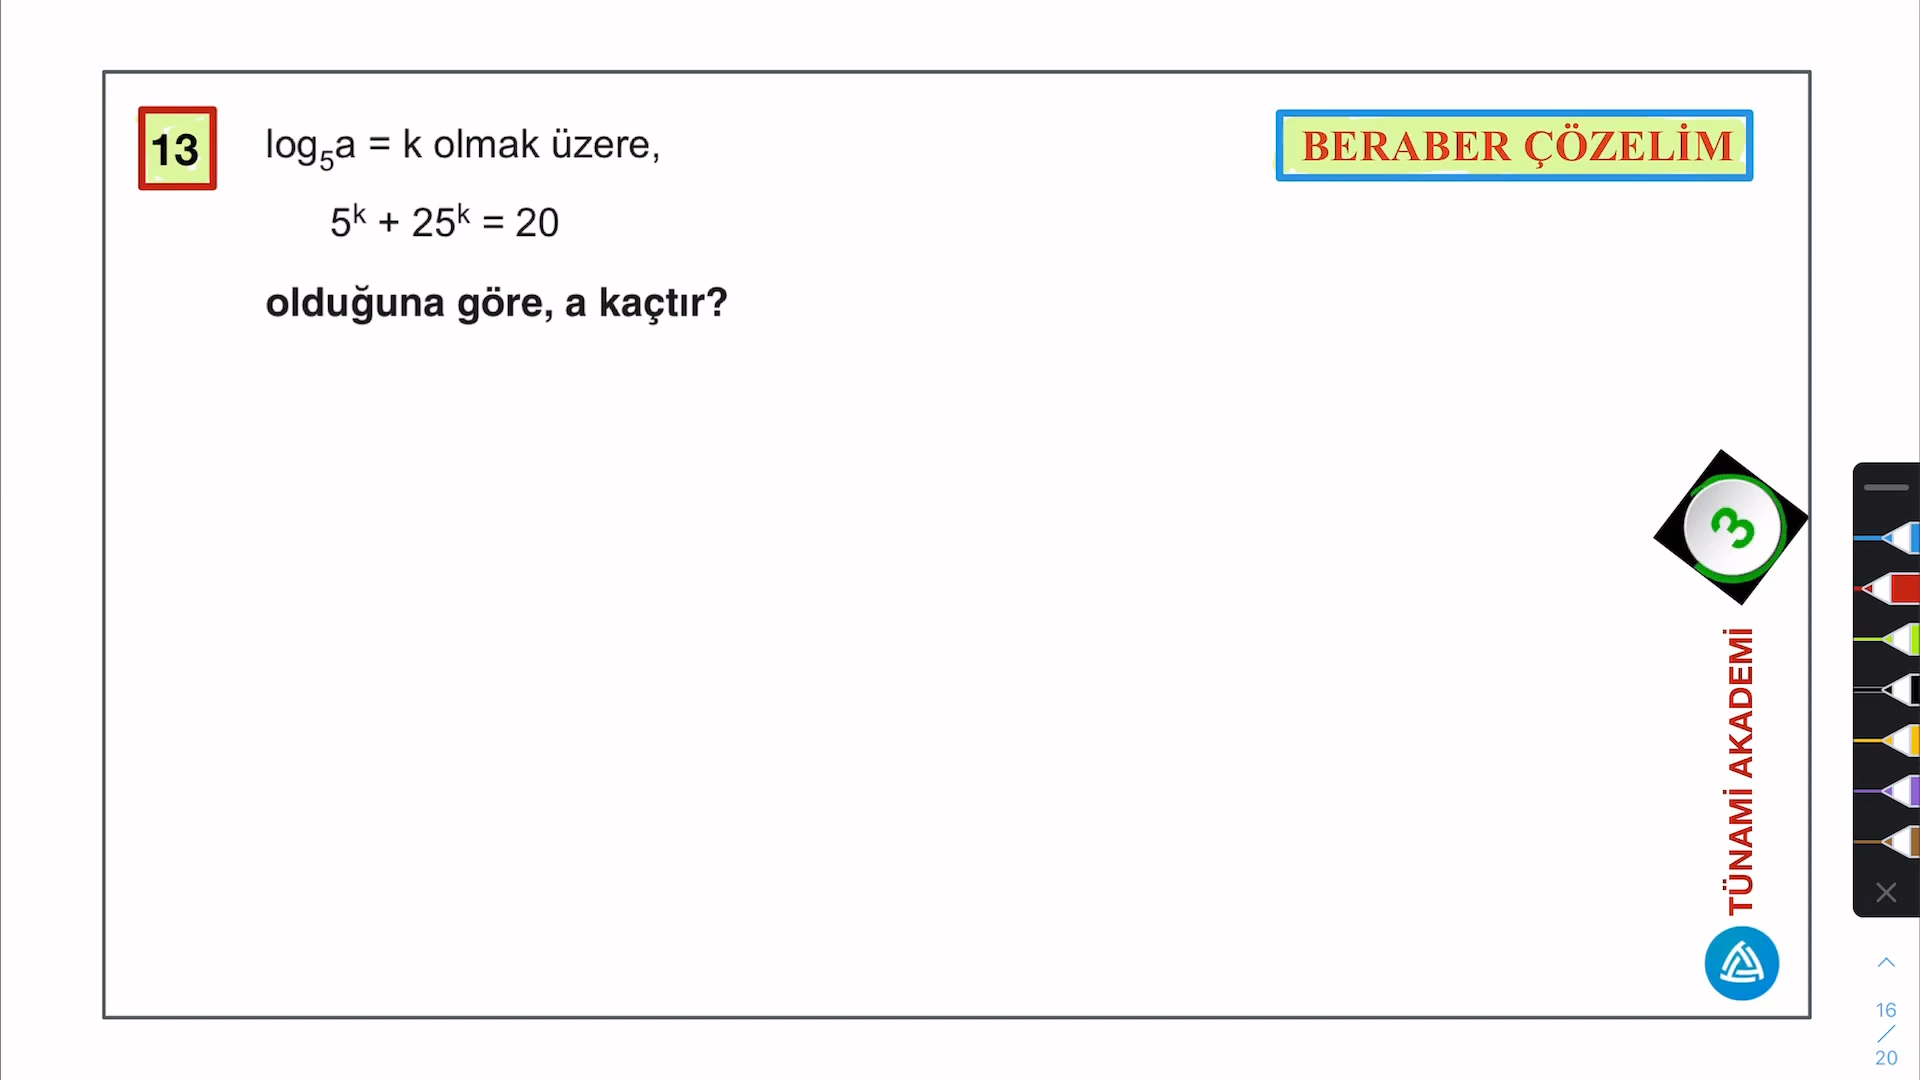 13
log₅a = k olmak üzere,
BERABER ÇÖZELİM
5ᵏ + 25ᵏ = 20
olduğuna göre, a kaçtır?
3
TÜNAMİ AKADEMİ
16
/
20